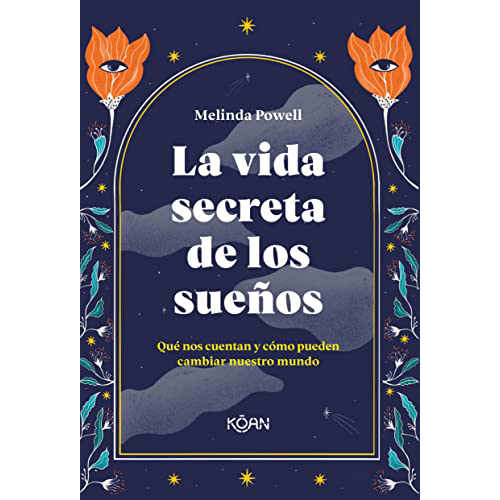 Melinda Powell
La vida
secreta
de los
sueños
Qué nos cuentan y cómo pueden
cambiar nuestro mundo
KŌAN